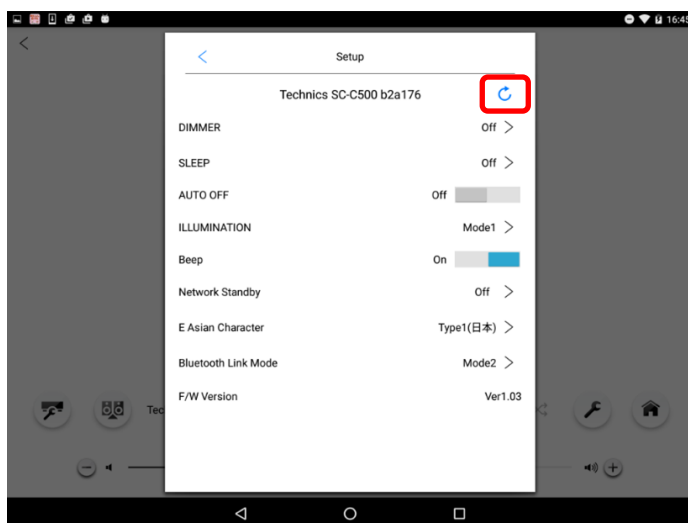 16:45
Setup
Technics SC-C500 b2a176
DIMMER Off
SLEEP Off
AUTO OFF Off
ILLUMINATION Mode1
Beep On
Network Standby Off
E Asian Character Type1(日本)
Bluetooth Link Mode Mode2
F/W Version Ver1.03
Tec